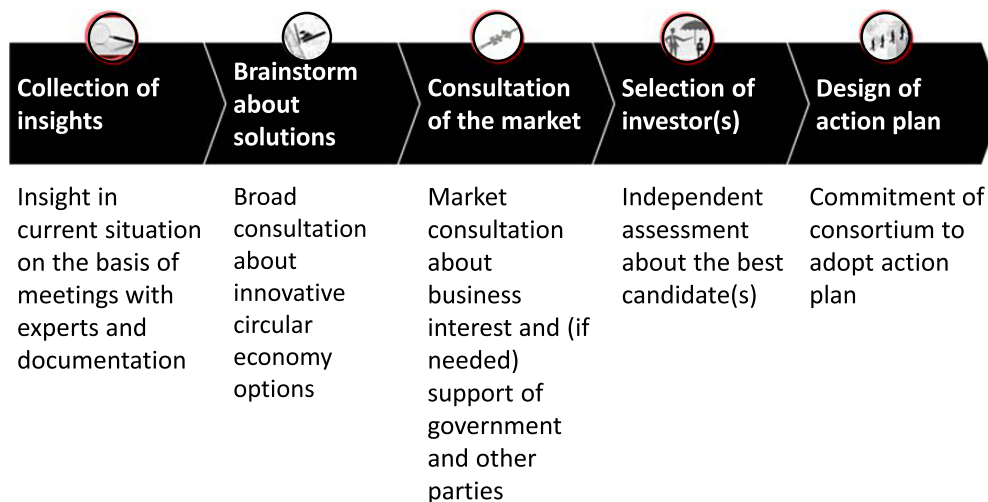 Collection of
insights
Brainstorm
about
solutions
Consultation
of the market
Selection of
investor(s)
Design of
action plan
Insight in
current situation
on the basis of
meetings with
experts and
documentation
Broad
consultation
about
innovative
circular
economy
options
Market
consultation
about
business
interest and (if
needed)
support of
government
and other
parties
Independent
assessment
about the best
candidate(s)
Commitment of
consortium to
adopt action
plan